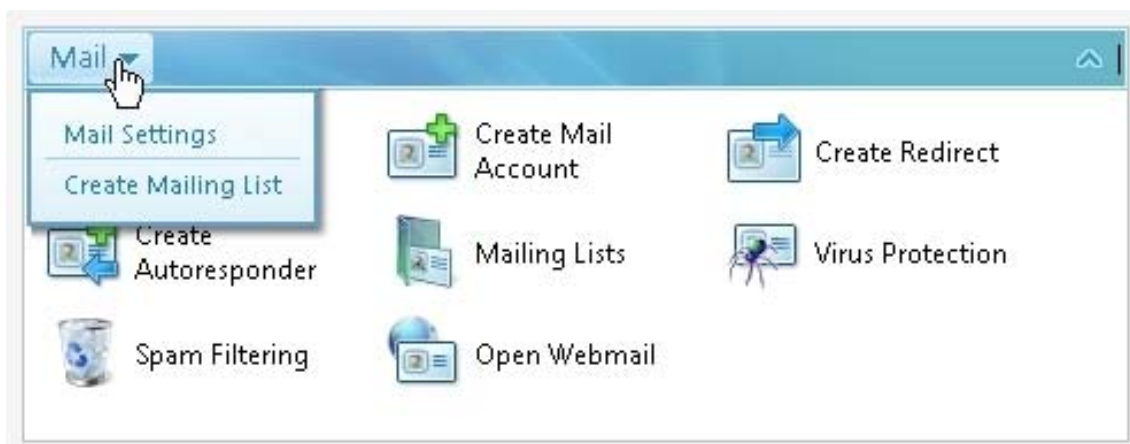 Mail
Mail Settings
Create Mailing List
Create Mail
Account
Create Redirect
Create
Autoresponder
Mailing Lists
Virus Protection
Spam Filtering
Open Webmail